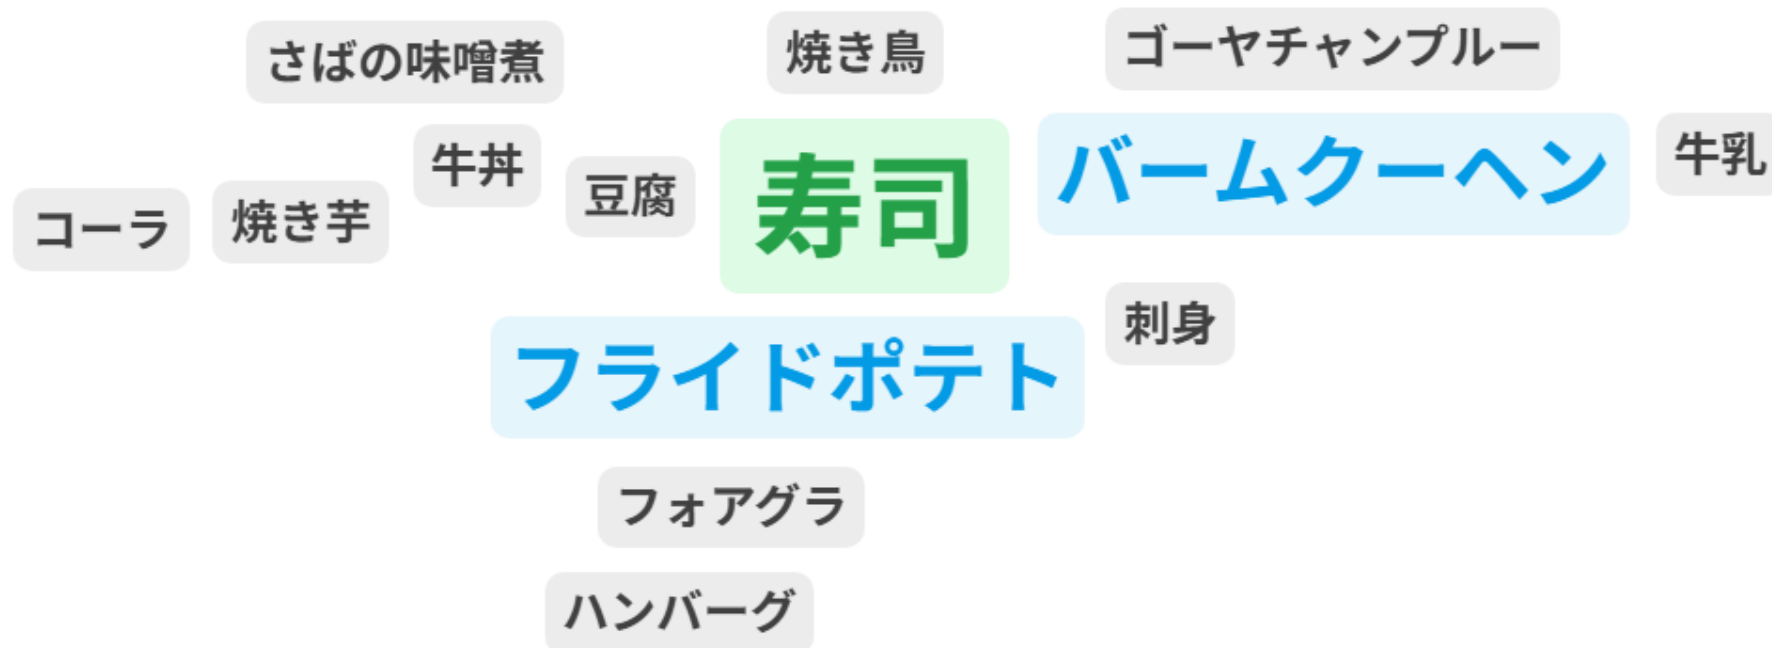 さばの味噌煮
焼き鳥
ゴーヤチャンプルー
牛丼
豆腐
寿司
バームクーヘン
牛乳
コーラ
焼き芋
刺身
フライドポテト
フォアグラ
ハンバーグ